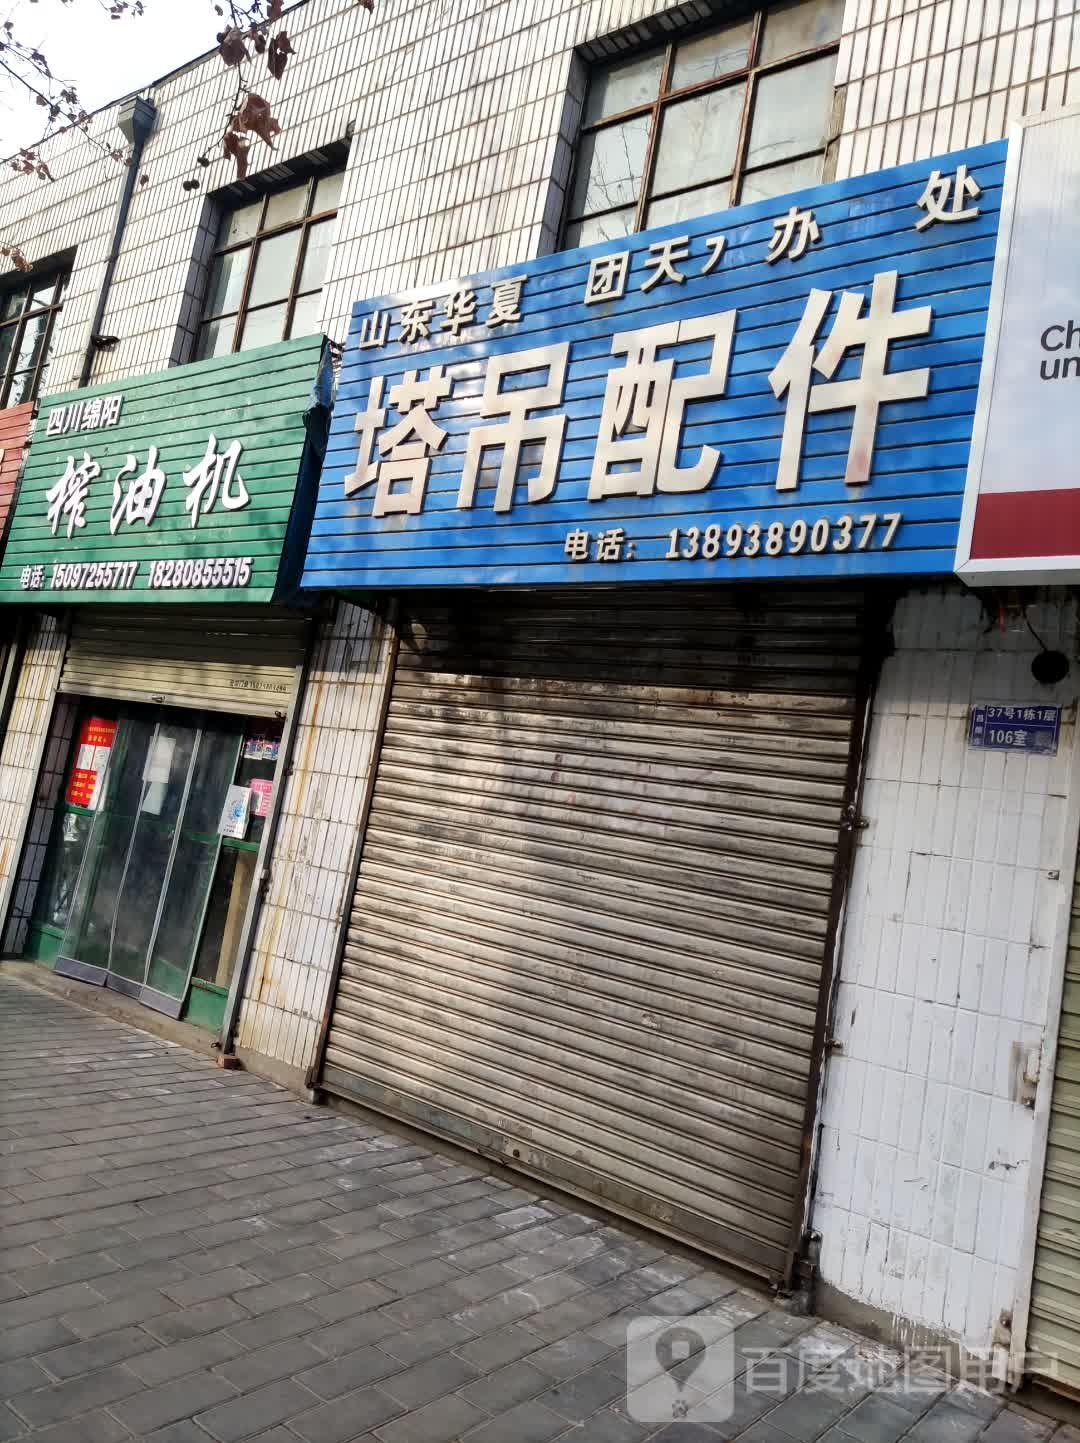 四川绵阳
榨油机
电话: 15097255717 18280855515
山东华夏 团天7 办 处
塔吊配件
电话: 13893890377
Ch
un
37号1栋1层
106室
百度地图用户